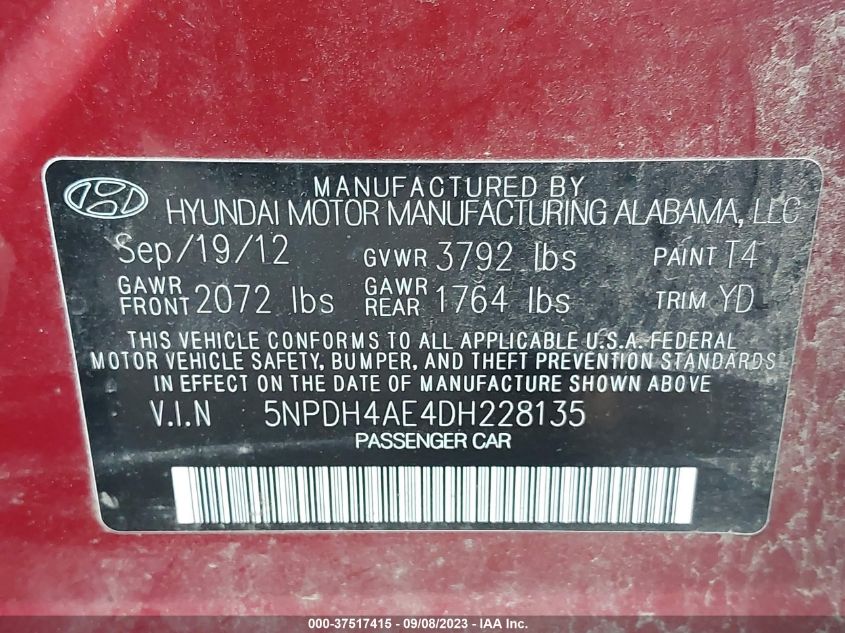 MANUFACTURED BY
HYUNDAI MOTOR MANUFACTURING ALABAMA, LLC
Sep/19/12 GVWR 3792 lbs PAINT T4
GAWR FRONT 2072 lbs GAWR REAR 1764 lbs TRIM YD
THIS VEHICLE CONFORMS TO ALL APPLICABLE U.S.A. FEDERAL
MOTOR VEHICLE SAFETY, BUMPER, AND THEFT PREVENTION STANDARDS
IN EFFECT ON THE DATE OF MANUFACTURE SHOWN ABOVE.
V.I.N 5NPDH4AE4DH228135
PASSENGER CAR
000-37517415 - 09/08/2023 - © IAA, Inc.